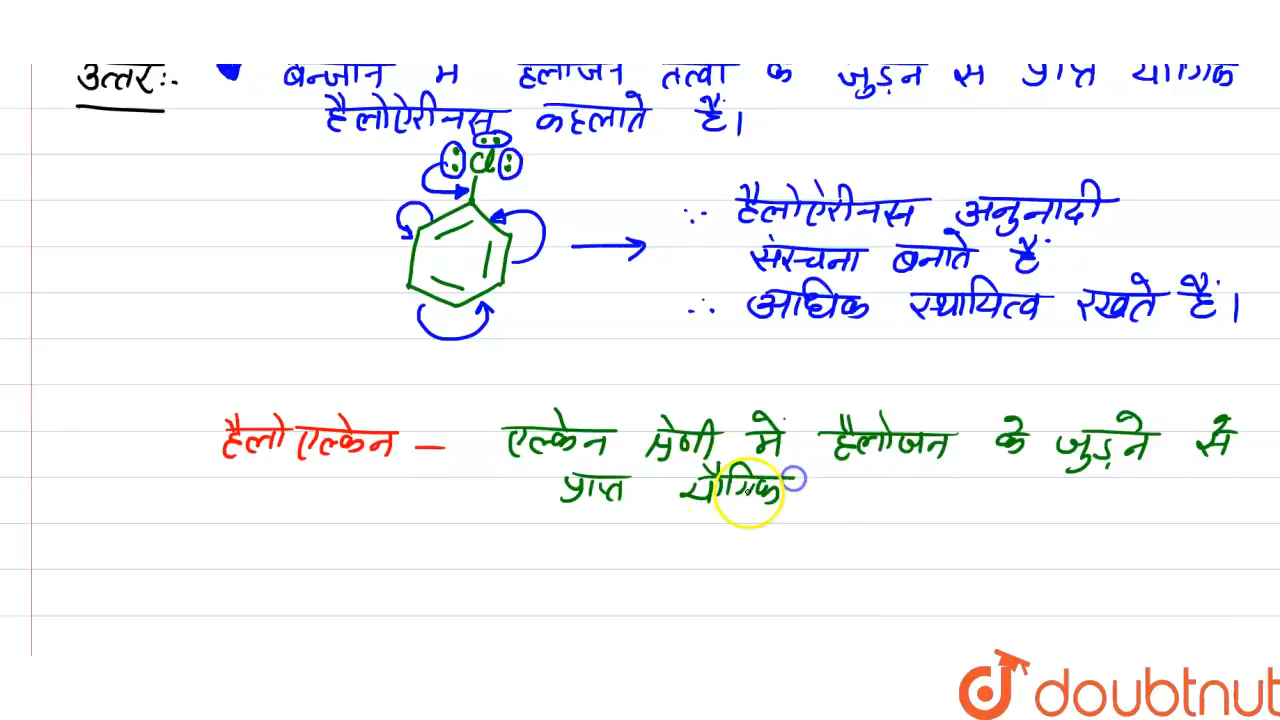 उत्तरः-
बेन्जीन में हैलोजन तत्वों के जुड़ने से प्राप्त यौगिक
हैलोऐरीनस् कहलाते हैं।
:Cl:
∵ हैलोऐरीनस अनुनादी
संरचना बनाते हैं
∴ अधिक स्थायित्व रखते हैं।
हैलो एल्केन – एल्केन श्रेणी में हैलोजन के जुड़ने से
प्राप्त यौगिक
doubtnut